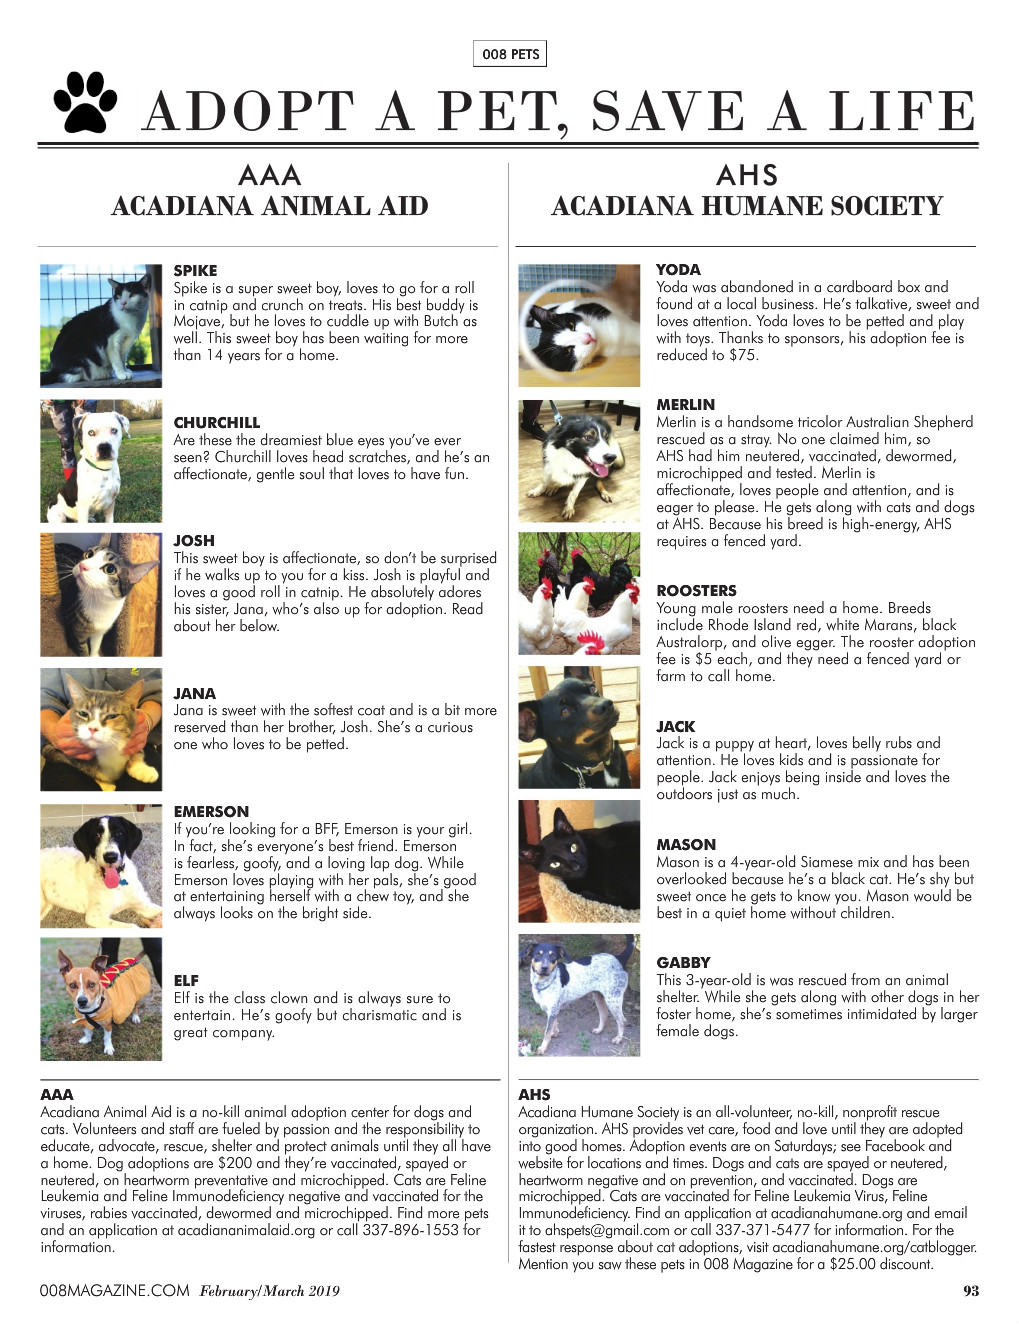 008 PETS
ADOPT A PET, SAVE A LIFE
AAA
ACADIANA ANIMAL AID
SPIKE
Spike is a super sweet boy, loves to go for a roll
in catnip and crunch on treats. His best buddy is
Mojave, but he loves to cuddle up with Butch as
well. This sweet boy has been waiting for more
than 14 years for a home.
CHURCHILL
Are these the dreamiest blue eyes you've ever
seen? Churchill loves head scratches, and he's an
affectionate, gentle soul that loves to have fun.
JOSH
This sweet boy is affectionate, so don't be surprised
if he walks up to you for a kiss. Josh is playful and
loves a good roll in catnip. He absolutely adores
his sister, Jana, who's also up for adoption. Read
about her below.
JANA
Jana is sweet with the softest coat and is a bit more
reserved than her brother, Josh. She's a curious
one who loves to be petted.
EMERSON
If you're looking for a BFF, Emerson is your girl.
In fact, she's everyone's best friend. Emerson
is fearless, goofy, and a loving lap dog. While
Emerson loves playing with her pals, she's good
at entertaining herself with a chew toy, and she
always looks on the bright side.
ELF
Elf is the class clown and is always sure to
entertain. He's goofy but charismatic and is
great company.
AAA
Acadiana Animal Aid is a no-kill animal adoption center for dogs and
cats. Volunteers and staff are fueled by passion and the responsibility to
educate, advocate, rescue, shelter and protect animals until they all have
a home. Dog adoptions are $200 and they're vaccinated, spayed or
neutered, on heartworm preventative and microchipped. Cats are Feline
Leukemia and Feline Immunodeficiency negative and vaccinated for the
viruses, rabies vaccinated, dewormed and microchipped. Find more pets
and an application at acadiananimalaid.org or call 337-896-1553 for
information.
AHS
ACADIANA HUMANE SOCIETY
YODA
Yoda was abandoned in a cardboard box and
found at a local business. He's talkative, sweet and
loves attention. Yoda loves to be petted and play
with toys. Thanks to sponsors, his adoption fee is
reduced to $75.
MERLIN
Merlin is a handsome tricolor Australian Shepherd
rescued as a stray. No one claimed him, so
AHS had him neutered, vaccinated, dewormed,
microchipped and tested. Merlin is
affectionate, loves people and attention, and is
eager to please. He gets along with cats and dogs
at AHS. Because his breed is high-energy, AHS
requires a fenced yard.
ROOSTERS
Young male roosters need a home. Breeds
include Rhode Island red, white Marans, black
Australorp, and olive egger. The rooster adoption
fee is $5 each, and they need a fenced yard or
farm to call home.
JACK
Jack is a puppy at heart, loves belly rubs and
attention. He loves kids and is passionate for
people. Jack enjoys being inside and loves the
outdoors just as much.
MASON
Mason is a 4-year-old Siamese mix and has been
overlooked because he's a black cat. He's shy but
sweet once he gets to know you. Mason would be
best in a quiet home without children.
GABBY
This 3-year-old is was rescued from an animal
shelter. While she gets along with other dogs in her
foster home, she's sometimes intimidated by larger
female dogs.
AHS
Acadiana Humane Society is an all-volunteer, no-kill, nonprofit rescue
organization. AHS provides vet care, food and love until they are adopted
into good homes. Adoption events are on Saturdays; see Facebook and
website for locations and times. Dogs and cats are spayed or neutered,
heartworm negative and on prevention, and vaccinated. Dogs are
microchipped. Cats are vaccinated for Feline Leukemia Virus, Feline
Immunodeficiency. Find an application at acadianahumane.org and email
it to ahspets@gmail.com or call 337-371-5477 for information. For the
fastest response about cat adoptions, visit acadianahumane.org/catblogger.
Mention you saw these pets in 008 Magazine for a $25.00 discount.
008MAGAZINE.COM February/March 2019
93